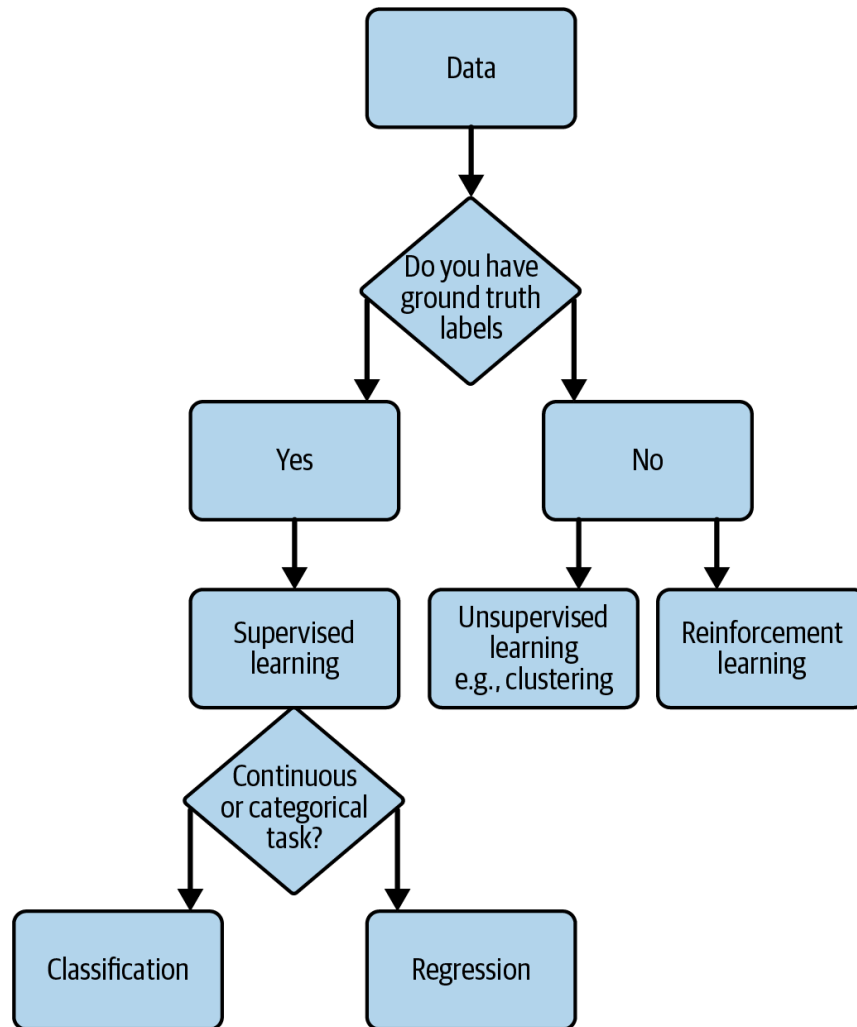 Data
Do you have
ground truth
labels
Yes
No
Supervised
learning
Unsupervised
learning
e.g., clustering
Reinforcement
learning
Continuous
or categorical
task?
Classification
Regression